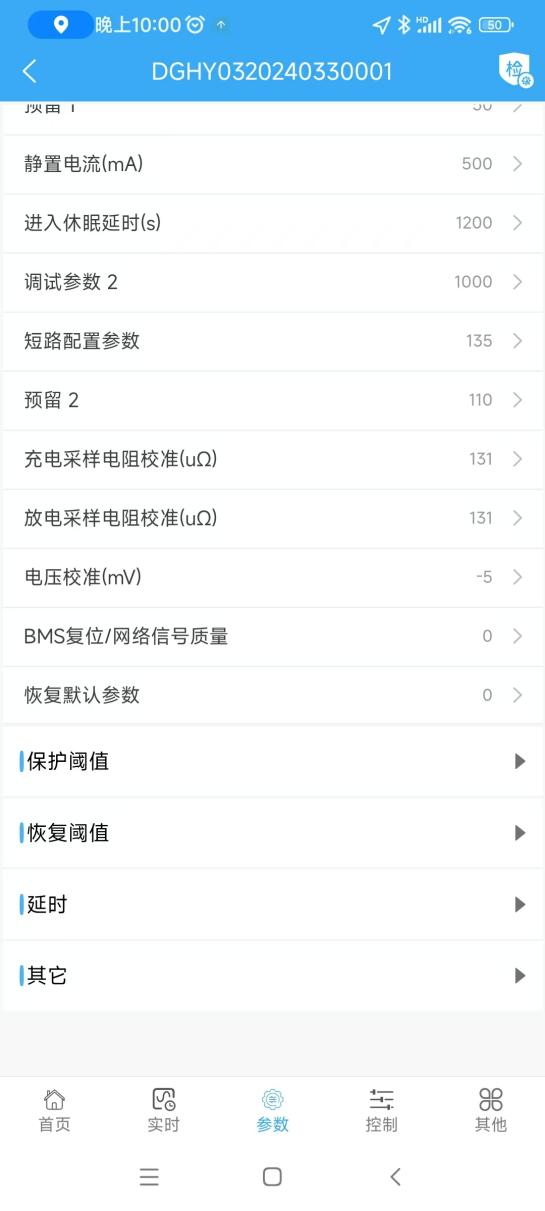 晚上10:00
HD
50
DGHY0320240330001
检
预留 1
50
静置电流(mA)
500
进入休眠延时(s)
1200
调试参数 2
1000
短路配置参数
135
预留 2
110
充电采样电阻校准(uΩ)
131
放电采样电阻校准(uΩ)
131
电压校准(mV)
-5
BMS复位/网络信号质量
0
恢复默认参数
0
保护阈值
恢复阈值
延时
其它
首页
实时
参数
控制
其他